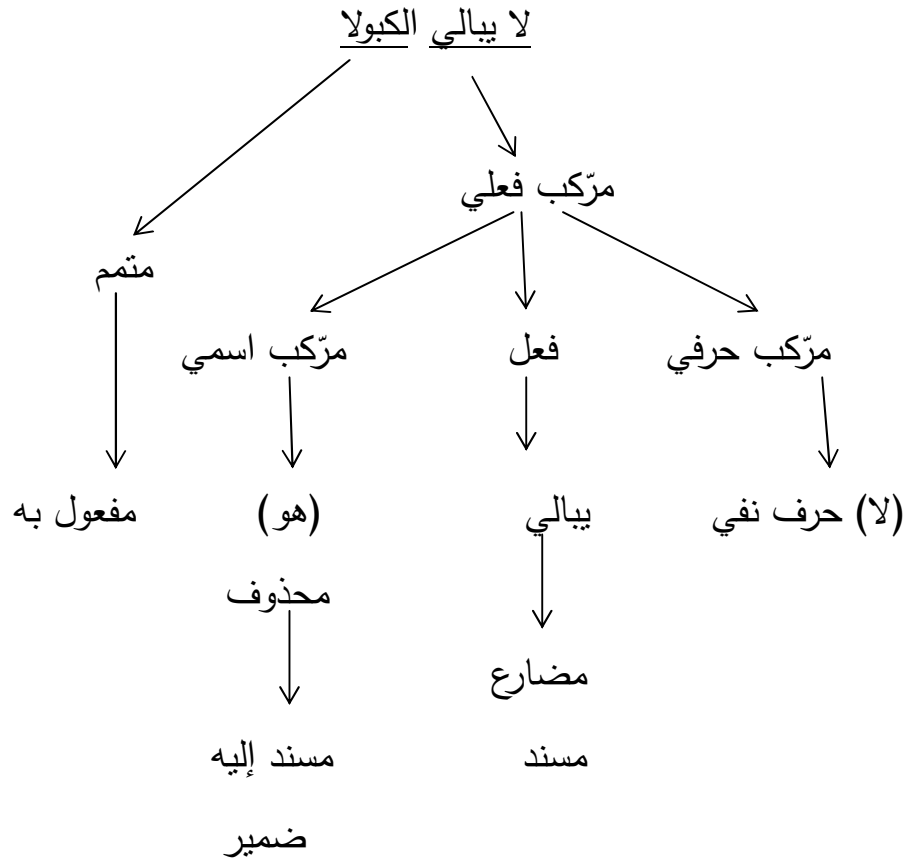 لا يبالي الكبولا
مرّكب فعلي
متمم
مرّكب حرفي
فعل
مرّكب اسمي
(لا) حرف نفي
يبالي
(هو)
مفعول به
محذوف
مضارع
مسند
مسند إليه
ضمير